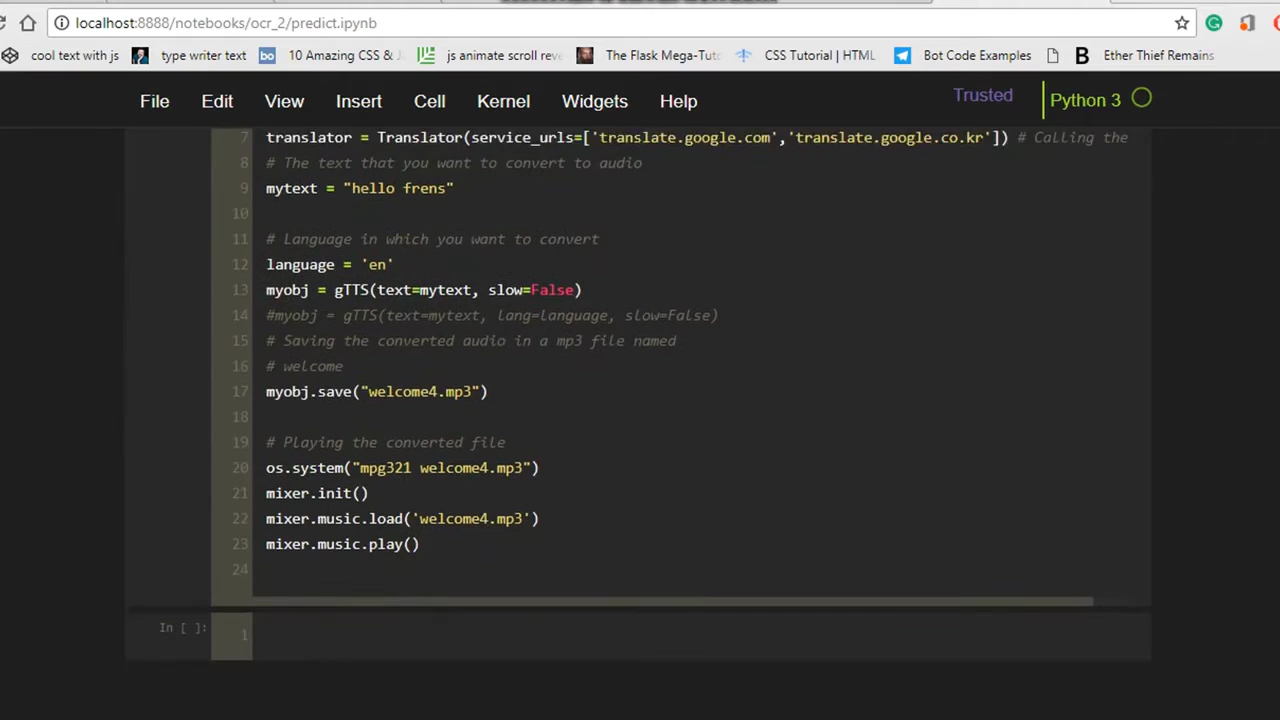 localhost:8888/notebooks/ocr_2/predict.ipynb
cool text with js type writer text bo 10 Amazing CSS & J js animate scroll reve The Flask Mega-Tuto CSS Tutorial | HTML Bot Code Examples B Ether Thief Remains
File Edit View Insert Cell Kernel Widgets Help Trusted Python 3
7 translator = Translator(service_urls=['translate.google.com','translate.google.co.kr']) # Calling the
8 # The text that you want to convert to audio
9 mytext = "hello frens"
10
11 # Language in which you want to convert
12 language = 'en'
13 myobj = gTTS(text=mytext, slow=False)
14 #myobj = gTTS(text=mytext, lang=language, slow=False)
15 # Saving the converted audio in a mp3 file named
16 # welcome
17 myobj.save("welcome4.mp3")
18
19 # Playing the converted file
20 os.system("mpg321 welcome4.mp3")
21 mixer.init()
22 mixer.music.load('welcome4.mp3')
23 mixer.music.play()
24
In [ ]: 1